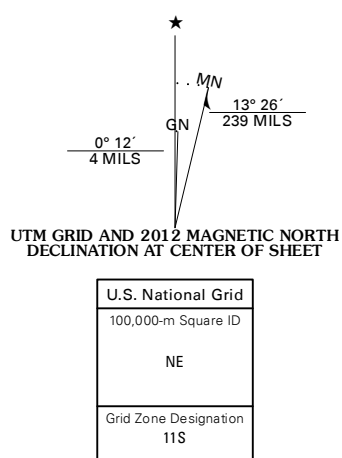 ★
MN
GN
13° 26´
239 MILS
0° 12´
4 MILS
UTM GRID AND 2012 MAGNETIC NORTH
DECLINATION AT CENTER OF SHEET
U.S. National Grid
100,000-m Square ID
NE
Grid Zone Designation
11S